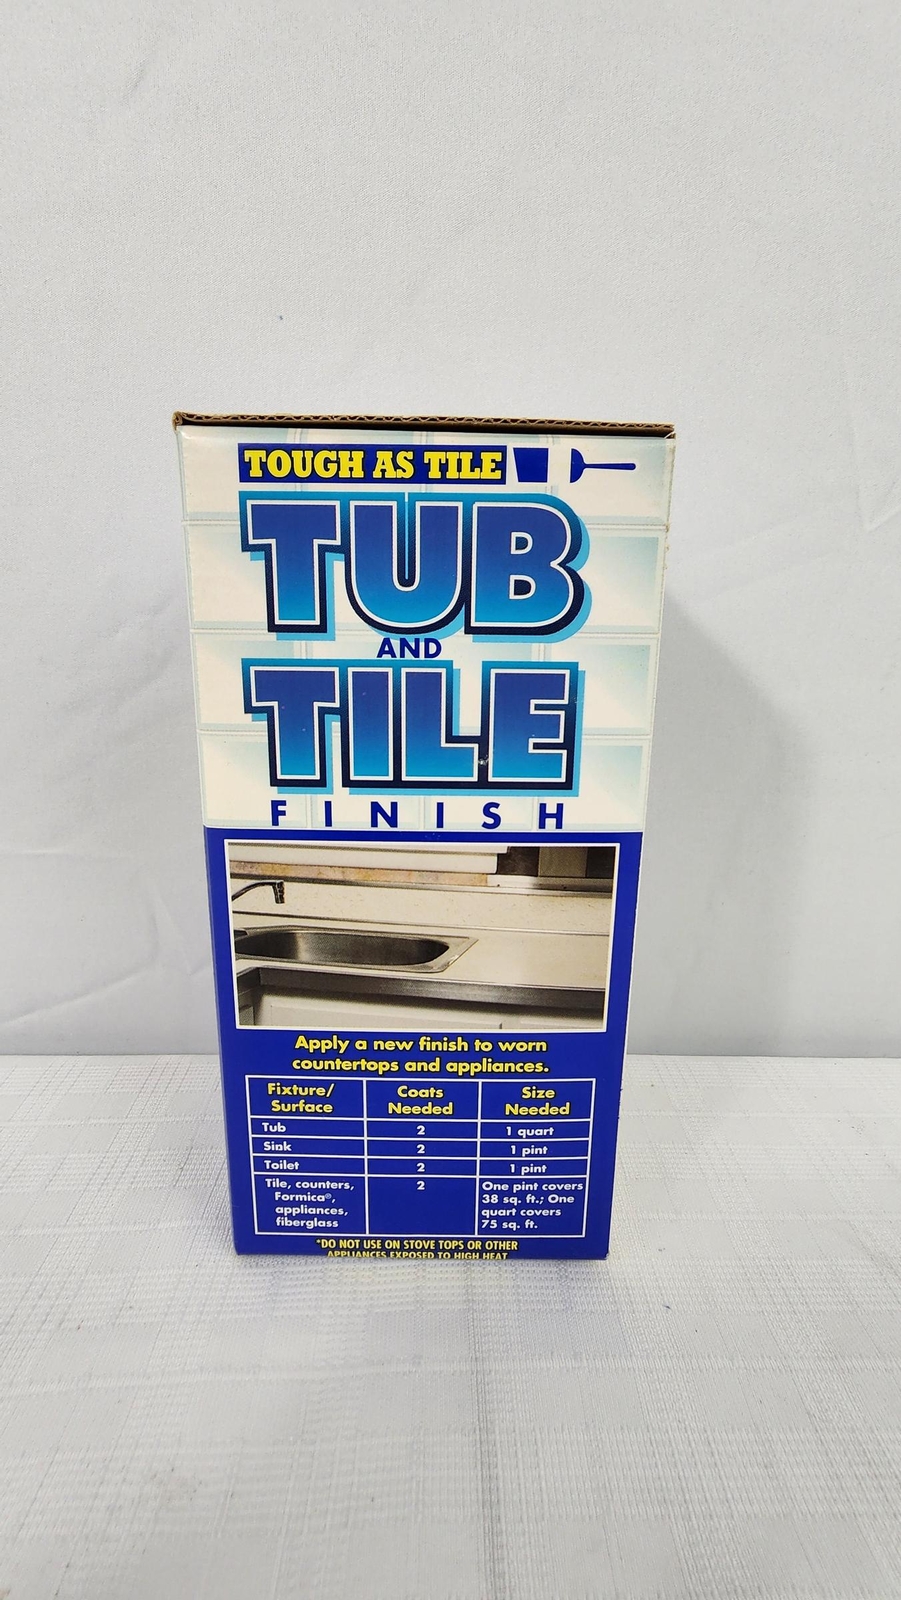 TOUGH AS TILE
TUB
AND
TILE
FINISH
Apply a new finish to worn
countertops and appliances.
Fixture/ Surface Coats Needed Size Needed
Tub 2 1 quart
Sink 2 1 pint
Toilet 2 1 pint
Tile, counters, 2 One pint covers
Formica®, 38 sq. ft.; One
appliances, quart covers
fiberglass 75 sq. ft.
*DO NOT USE ON STOVE TOPS OR OTHER
APPLIANCES EXPOSED TO HIGH HEAT